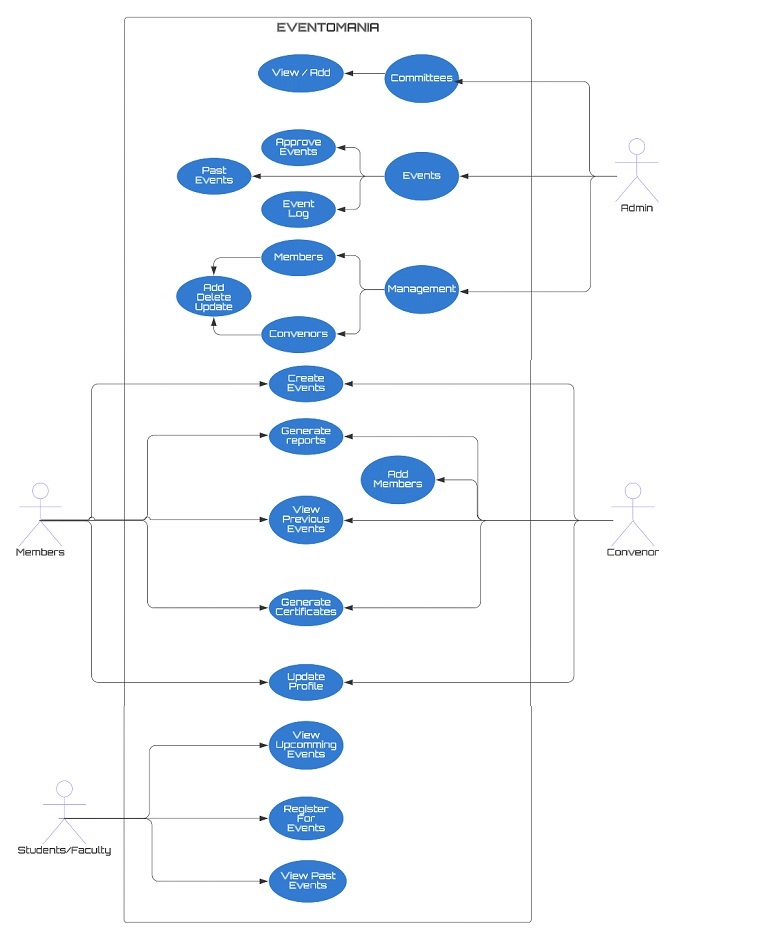 EVENTOMANIA
View / Add
Committees
Approve
Events
Past
Events
Events
Event
Log
Admin
Members
Add
Delete
Update
Management
Convenors
Create
Events
Generate
reports
Add
Members
View
Previous
Events
Members
Convenor
Generate
Certificates
Update
Profile
View
Upcomming
Events
Register
For
Events
Students/Faculty
View Past
Events